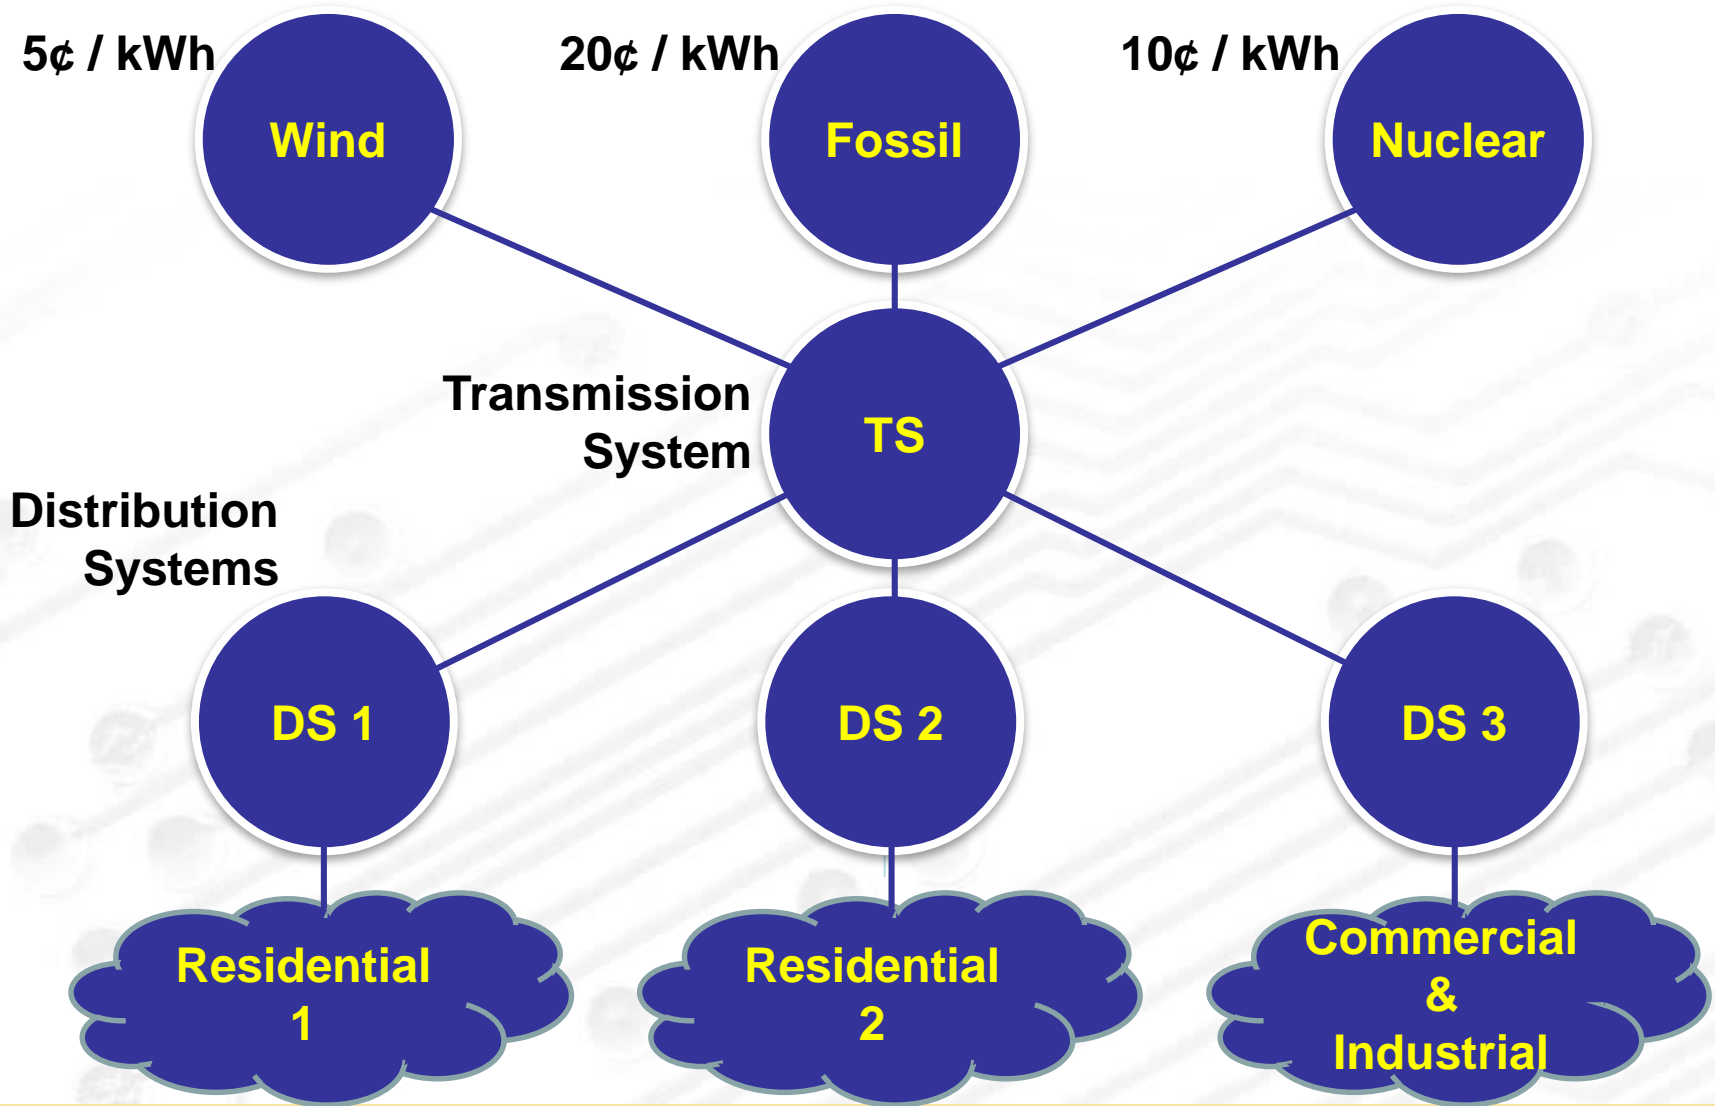 5¢ / kWh
20¢ / kWh
10¢ / kWh
Wind
Fossil
Nuclear
Transmission
System
TS
Distribution
Systems
DS 1
DS 2
DS 3
Residential
1
Residential
2
Commercial
&
Industrial